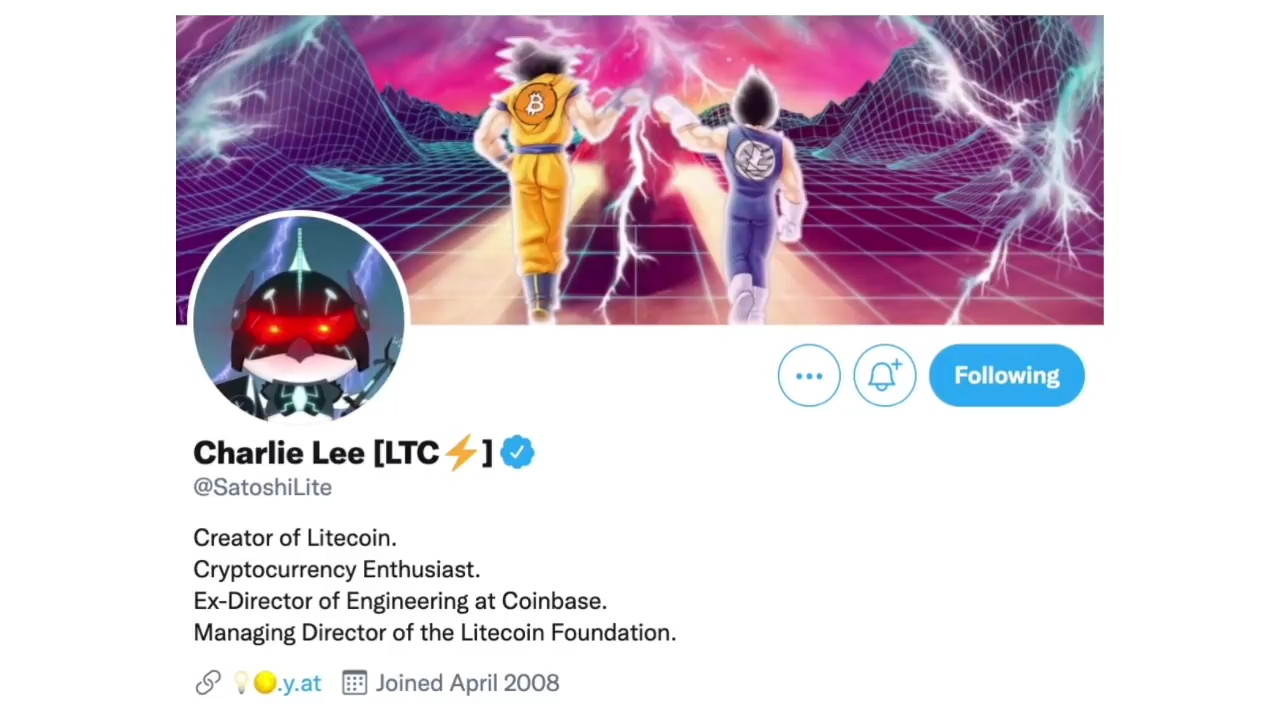 Following
Charlie Lee [LTC⚡]
@SatoshiLite
Creator of Litecoin.
Cryptocurrency Enthusiast.
Ex-Director of Engineering at Coinbase.
Managing Director of the Litecoin Foundation.
💡🟡.y.at Joined April 2008